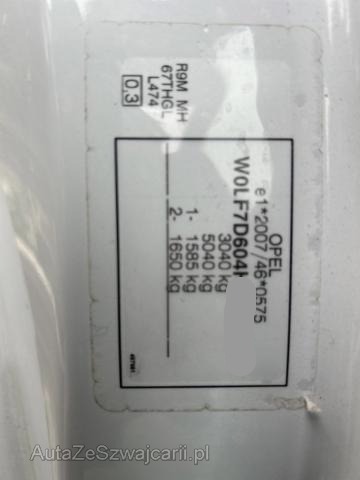 OPEL
e1*2007/46*0575
W0LF7D604
3040 kg
5040 kg
1- 1585 kg
2- 1650 kg
R9M MH
67THGL
L474
0,3
AutaZeSzwajcarii.pl